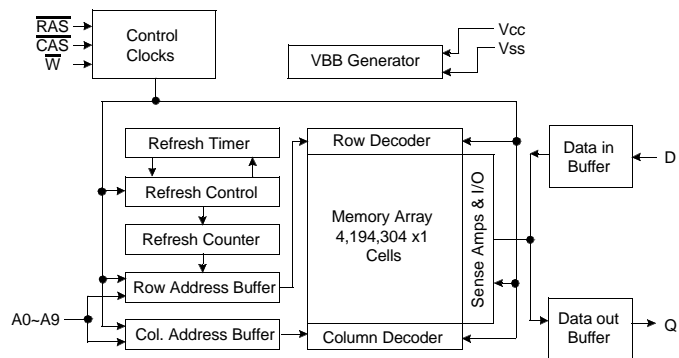 RAS
CAS
W
Control
Clocks
VBB Generator
Vcc
Vss
Refresh Timer
Refresh Control
Refresh Counter
Row Address Buffer
Col. Address Buffer
A0~A9
Row Decoder
Memory Array
4,194,304 x1
Cells
Column Decoder
Sense Amps & I/O
Data in
Buffer
D
Data out
Buffer
Q